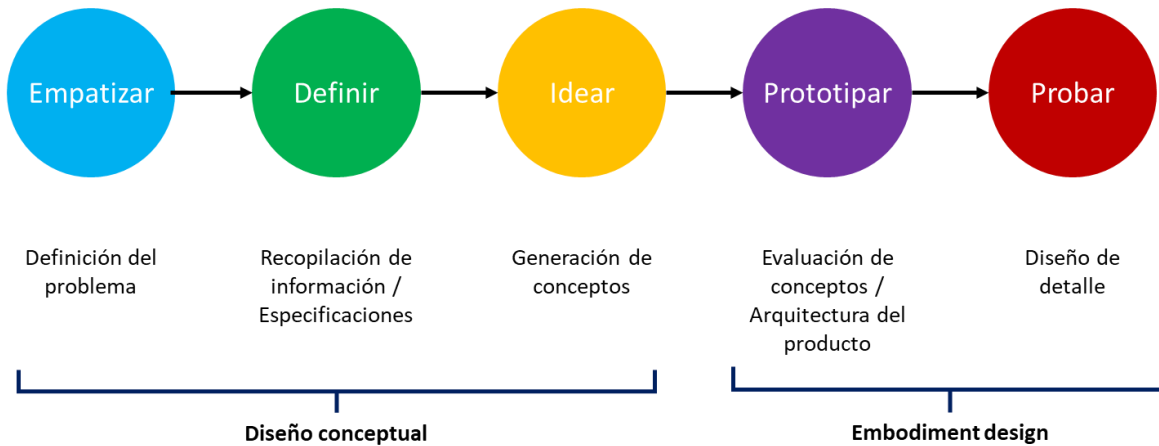 Empatizar
Definir
Idear
Prototipar
Probar
Definición del
problema
Recopilación de
información /
Especificaciones
Generación de
conceptos
Evaluación de
conceptos /
Arquitectura del
producto
Diseño de
detalle
Diseño conceptual
Embodiment design